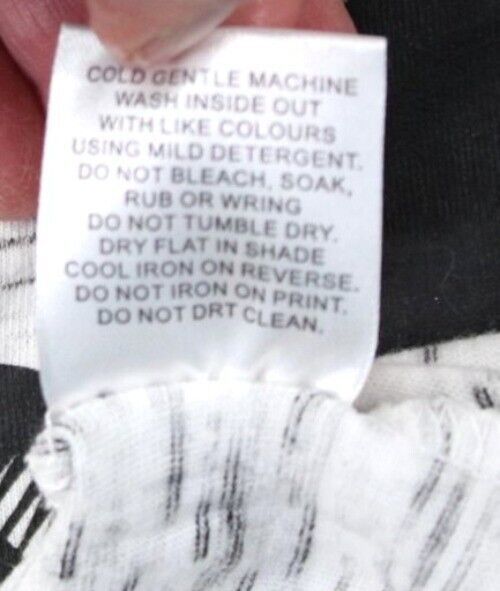 COLD GENTLE MACHINE
WASH INSIDE OUT
WITH LIKE COLOURS
USING MILD DETERGENT.
DO NOT BLEACH, SOAK,
RUB OR WRING
DO NOT TUMBLE DRY.
DRY FLAT IN SHADE
COOL IRON ON REVERSE.
DO NOT IRON ON PRINT.
DO NOT DRT CLEAN.